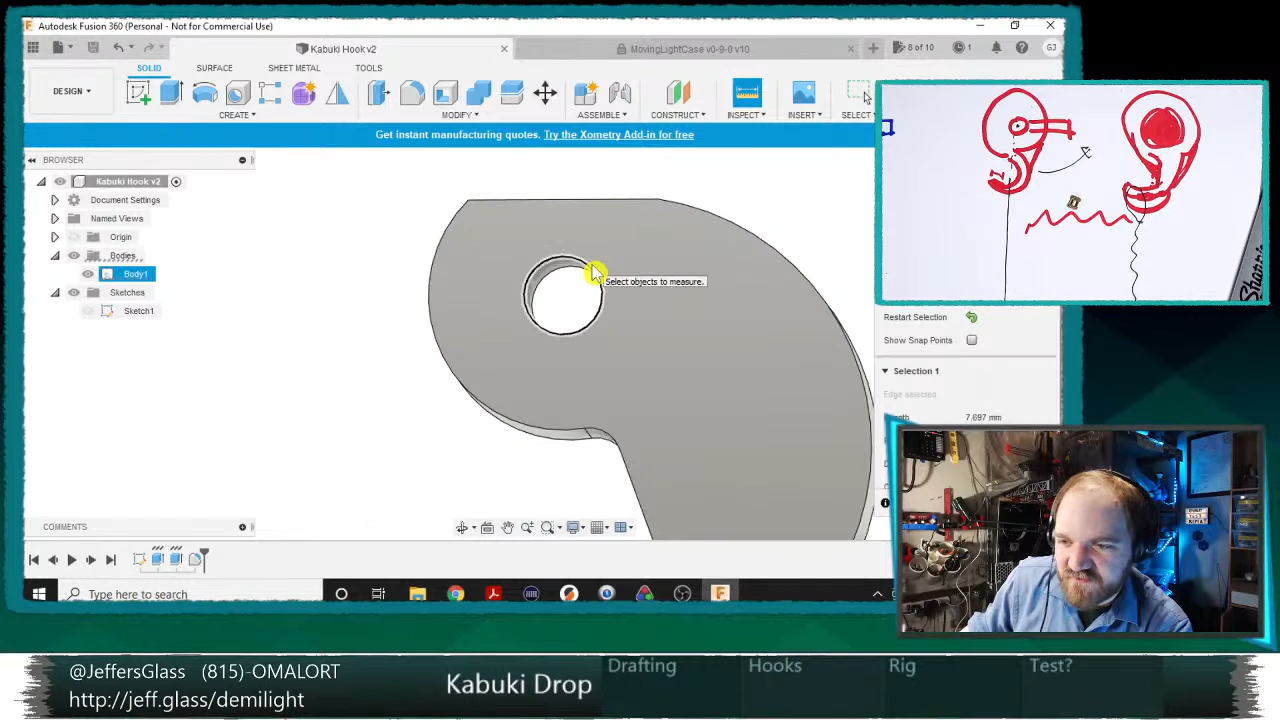 Autodesk Fusion 360 (Personal - Not for Commercial Use)
Kabuki Hook v2
MovingLightCase v0-9-0 v10
8 of 10
1
GJ
DESIGN
SOLID
SURFACE
SHEET METAL
TOOLS
CREATE
MODIFY
ASSEMBLE
CONSTRUCT
INSPECT
INSERT
SELECT
Get instant manufacturing quotes. Try the Xometry Add-in for free
BROWSER
Kabuki Hook v2
Document Settings
Named Views
Origin
Bodies
Body1
Sketches
Sketch1
Select objects to measure.
Restart Selection
Show Snap Points
Selection 1
Edge selected
7.697 mm
COMMENTS
Type here to search
@JeffersGlass (815)-OMALORT
http://jeff.glass/demilight
Kabuki Drop
Drafting
Hooks
Rig
Test?